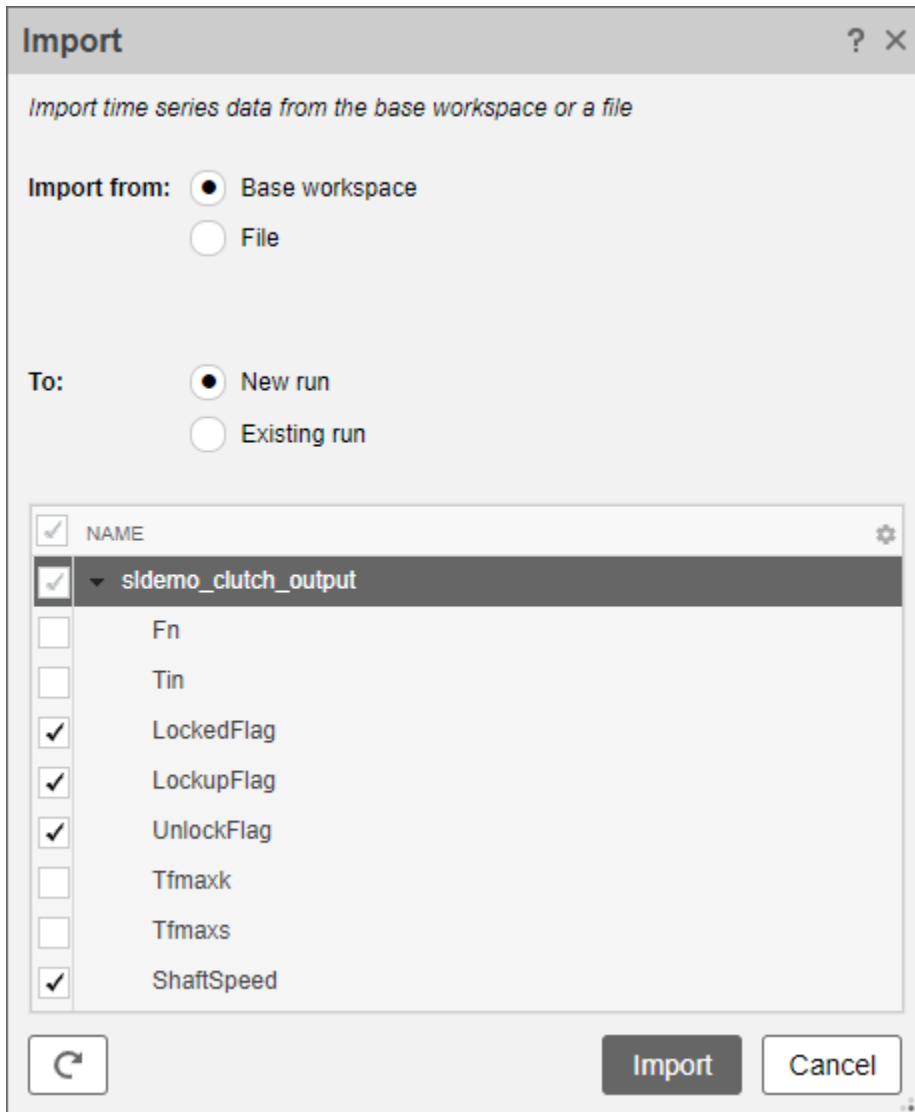 Import
Import time series data from the base workspace or a file
Import from: Base workspace
File
To: New run
Existing run
NAME
sldemo_clutch_output
Fn
Tin
LockedFlag
LockupFlag
UnlockFlag
Tfmaxk
Tfmaxs
ShaftSpeed
Import Cancel